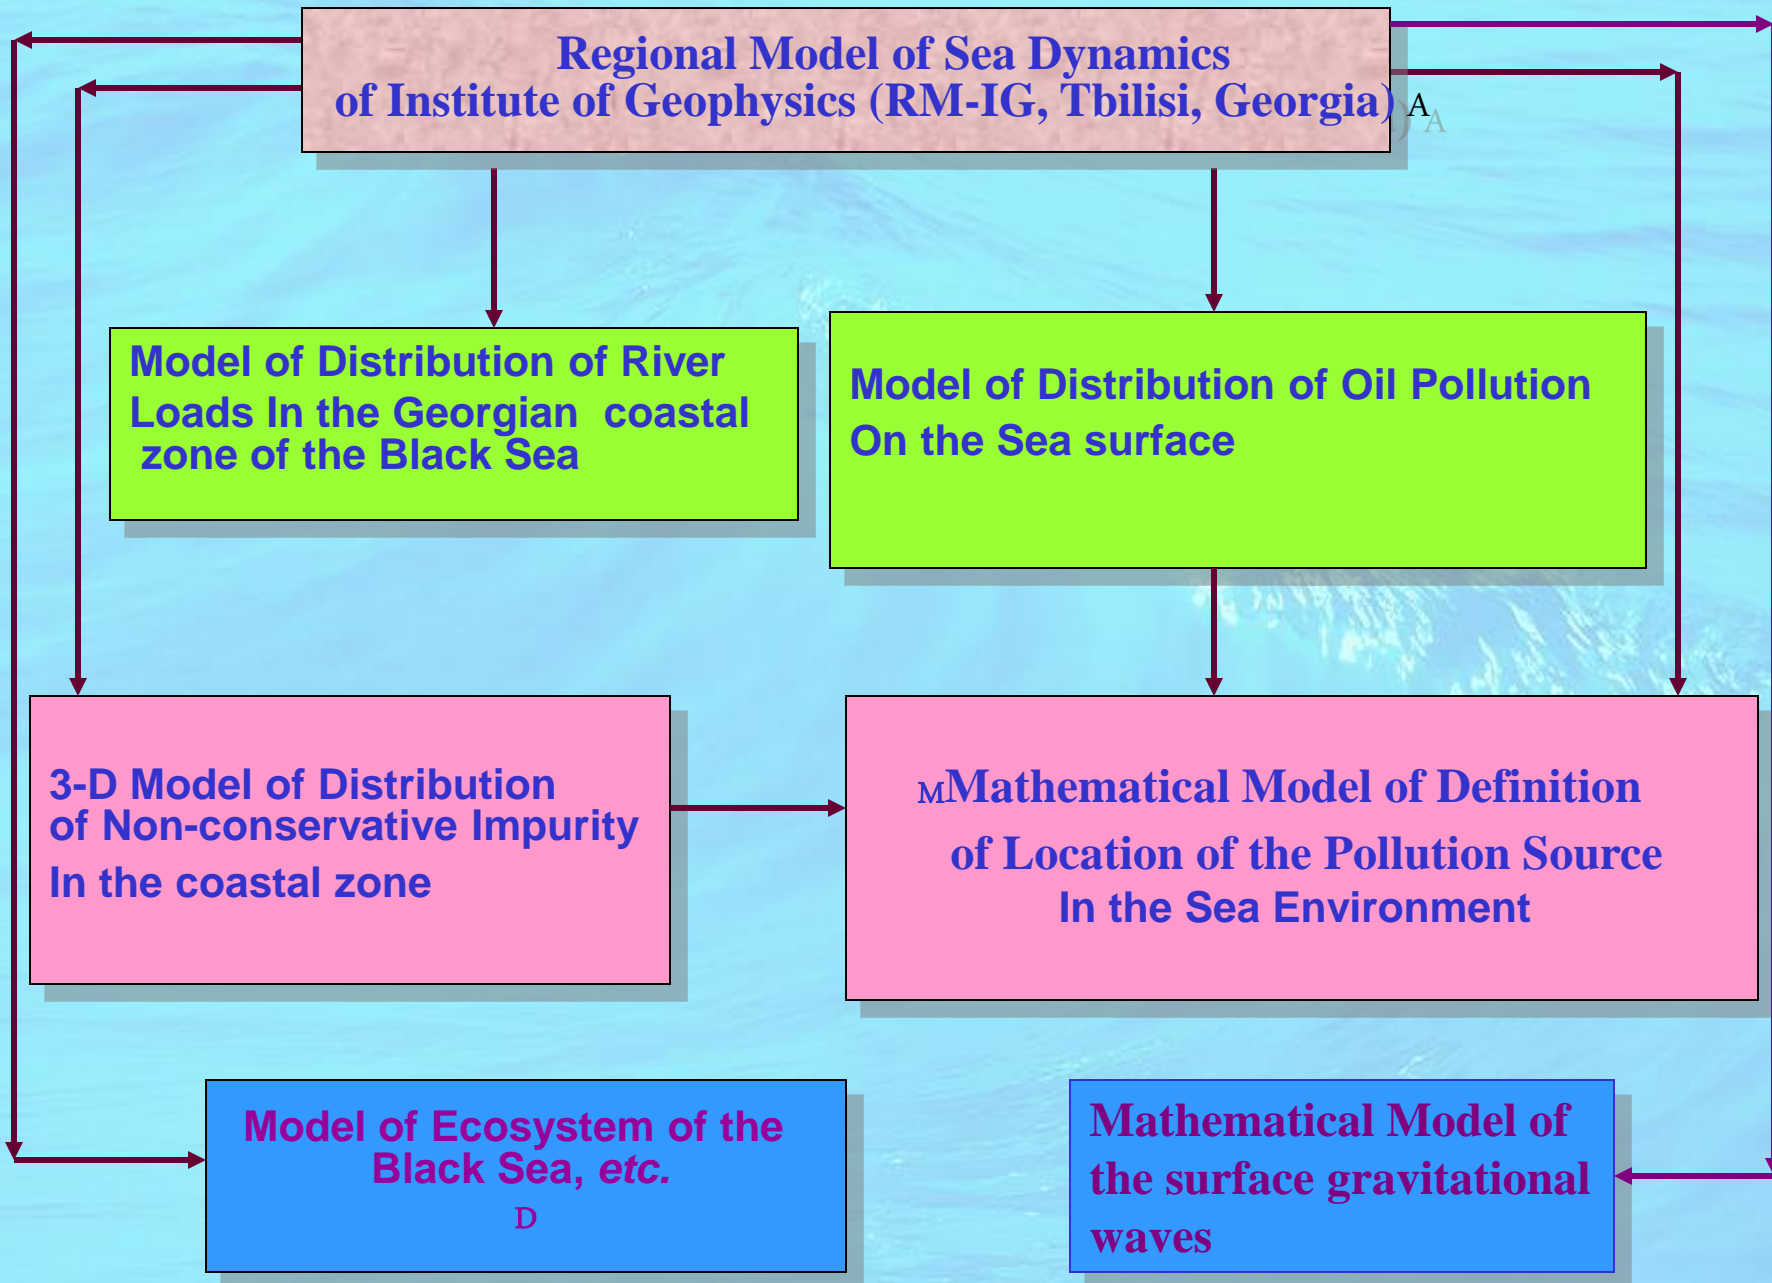 Regional Model of Sea Dynamics
of Institute of Geophysics (RM-IG, Tbilisi, Georgia) A
Model of Distribution of River
Loads In the Georgian coastal
zone of the Black Sea
Model of Distribution of Oil Pollution
On the Sea surface
3-D Model of Distribution
of Non-conservative Impurity
In the coastal zone
MMathematical Model of Definition
of Location of the Pollution Source
In the Sea Environment
Model of Ecosystem of the
Black Sea, etc.
D
Mathematical Model of
the surface gravitational
waves